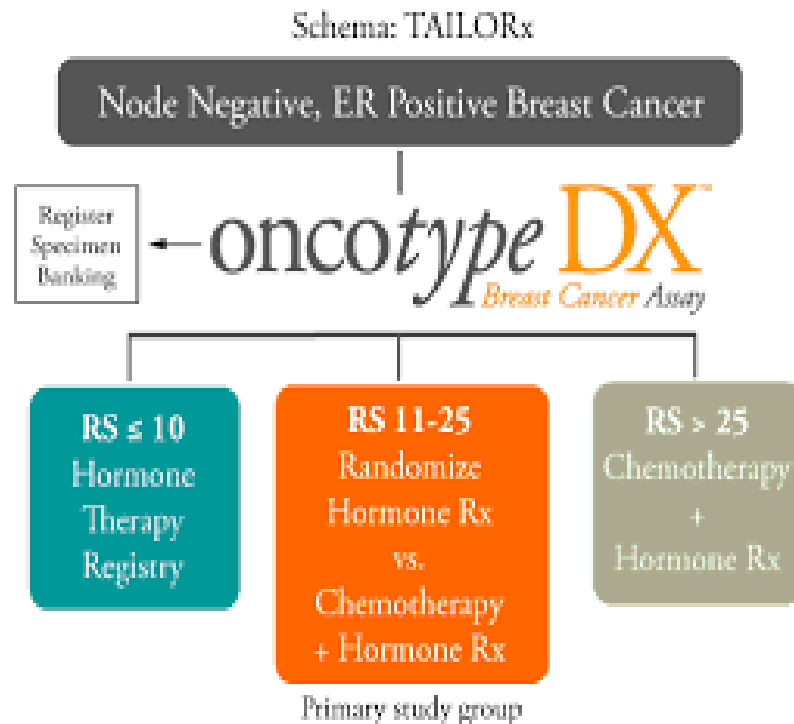 Schema: TAILORx
Node Negative, ER Positive Breast Cancer
Register
Specimen
Banking
oncotype DX™
Breast Cancer Assay
RS ≤ 10
Hormone
Therapy
Registry
RS 11-25
Randomize
Hormone Rx
vs.
Chemotherapy
+ Hormone Rx
RS > 25
Chemotherapy
+
Hormone Rx
Primary study group